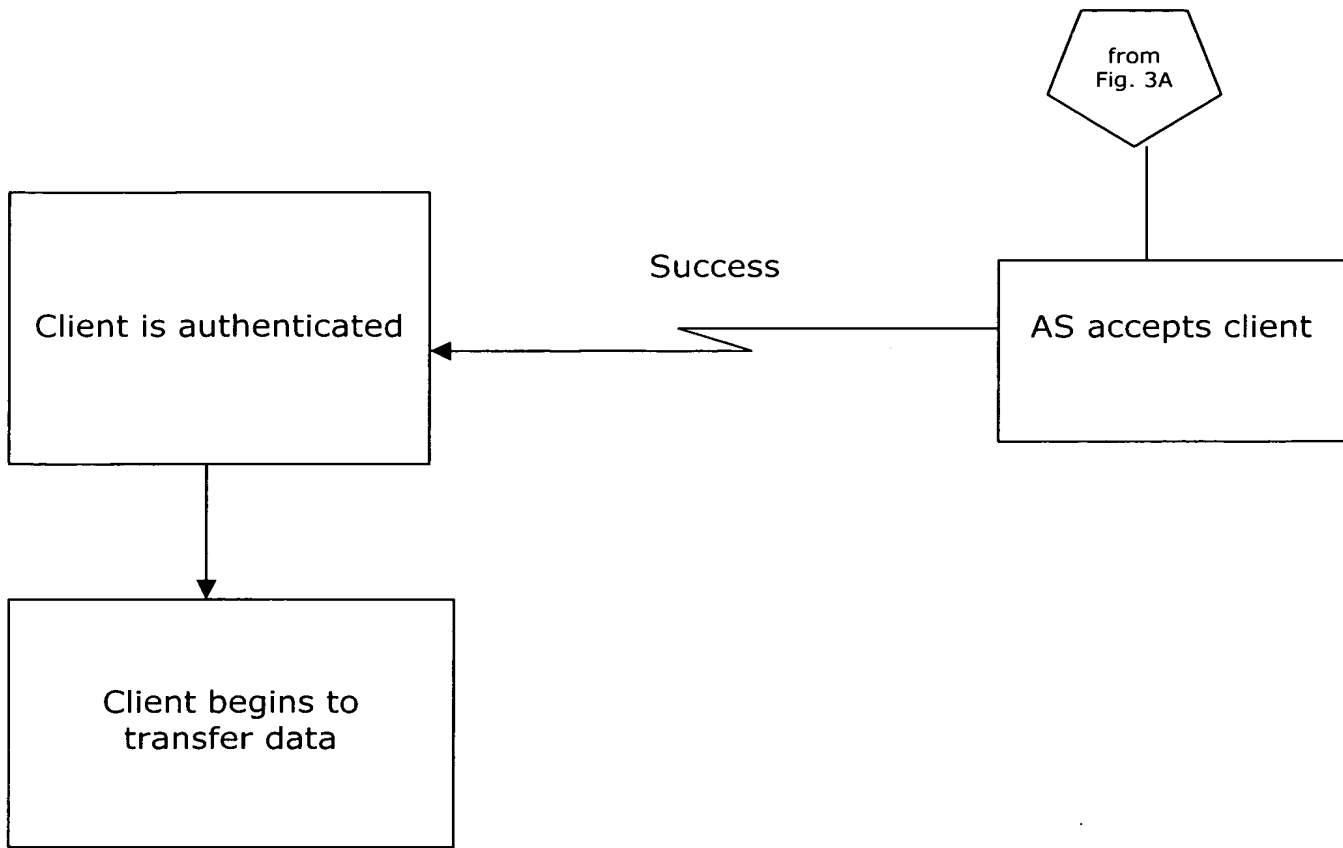 from
Fig. 3A
Success
Client is authenticated
AS accepts client
Client begins to
transfer data